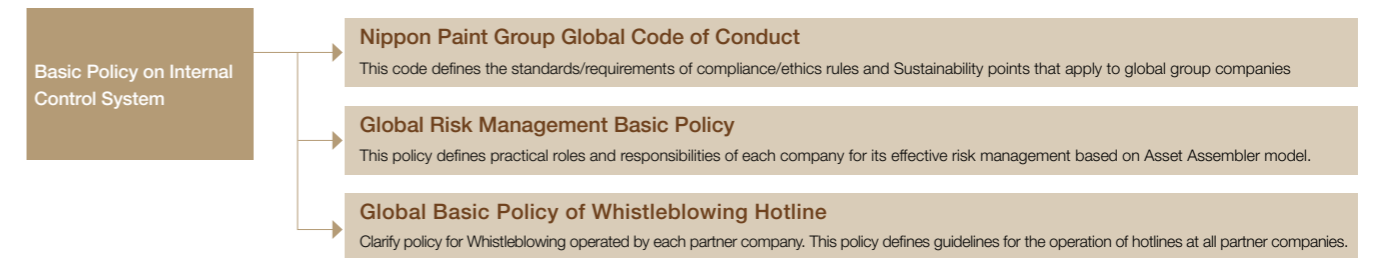 Basic Policy on Internal
Control System
Nippon Paint Group Global Code of Conduct
This code defines the standards/requirements of compliance/ethics rules and Sustainability points that apply to global group companies
Global Risk Management Basic Policy
This policy defines practical roles and responsibilities of each company for its effective risk management based on Asset Assembler model.
Global Basic Policy of Whistleblowing Hotline
Clarify policy for Whistleblowing operated by each partner company. This policy defines guidelines for the operation of hotlines at all partner companies.